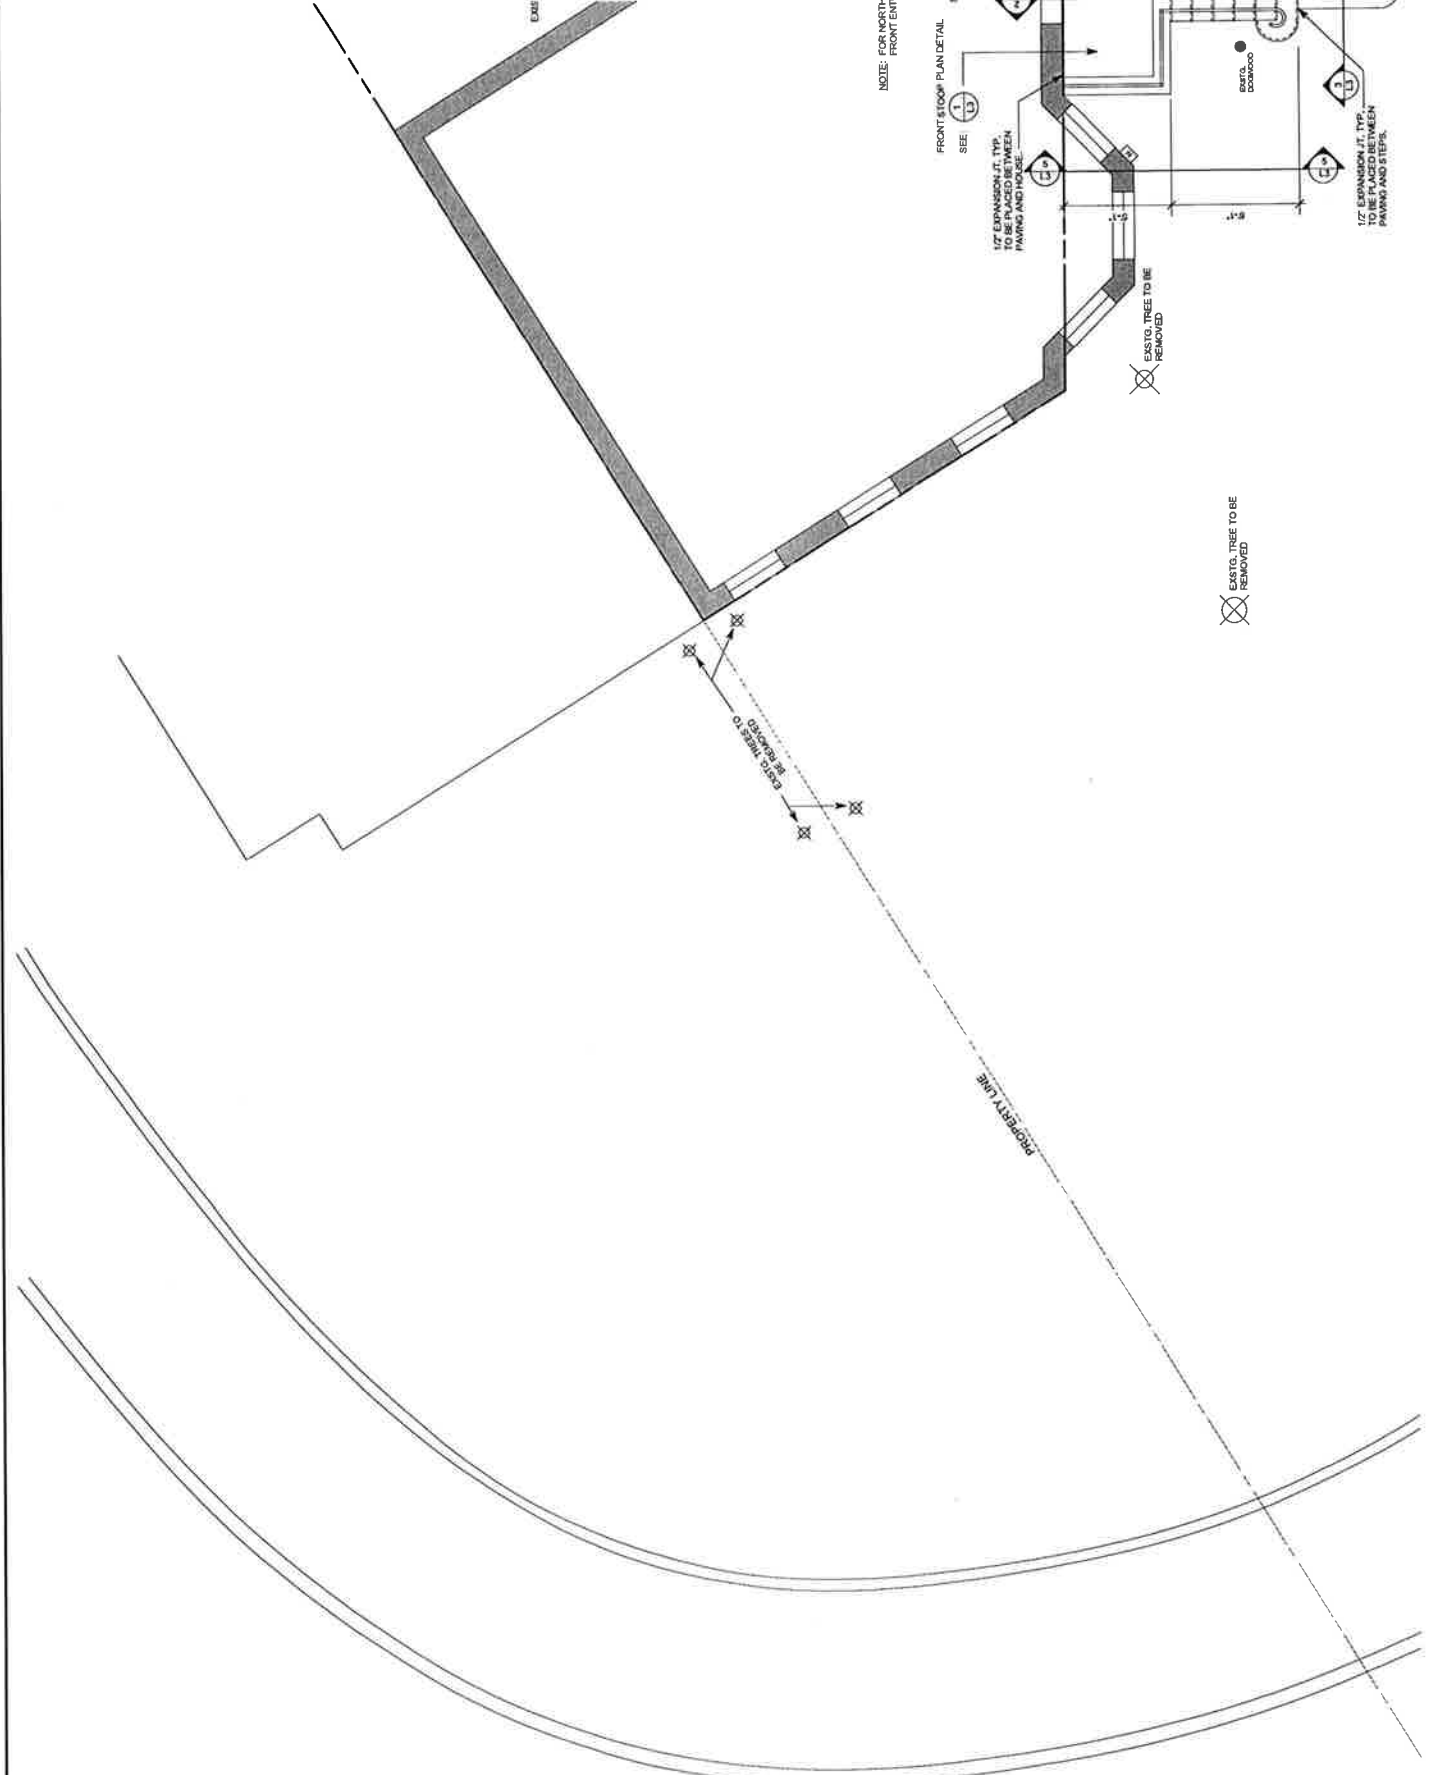 NOTE: FOR NORTH
FRONT ENT
FRONT STOOP PLAN DETAIL
SEE
1
L3
2
1/2" EXPANSION JT. TYP.
TO BE PLACED BETWEEN
PAVING AND HOUSE.
5
L3
5
L3
3
L3
EXSTG.
DOGWOOD
1/2" EXPANSION JT. TYP.
TO BE PLACED BETWEEN
PAVING AND STEPS.
EXSTG. TREE TO BE
REMOVED
EXSTG. TREE TO BE
REMOVED
EXSTG. TREES TO
BE REMOVED
PROPERTY LINE